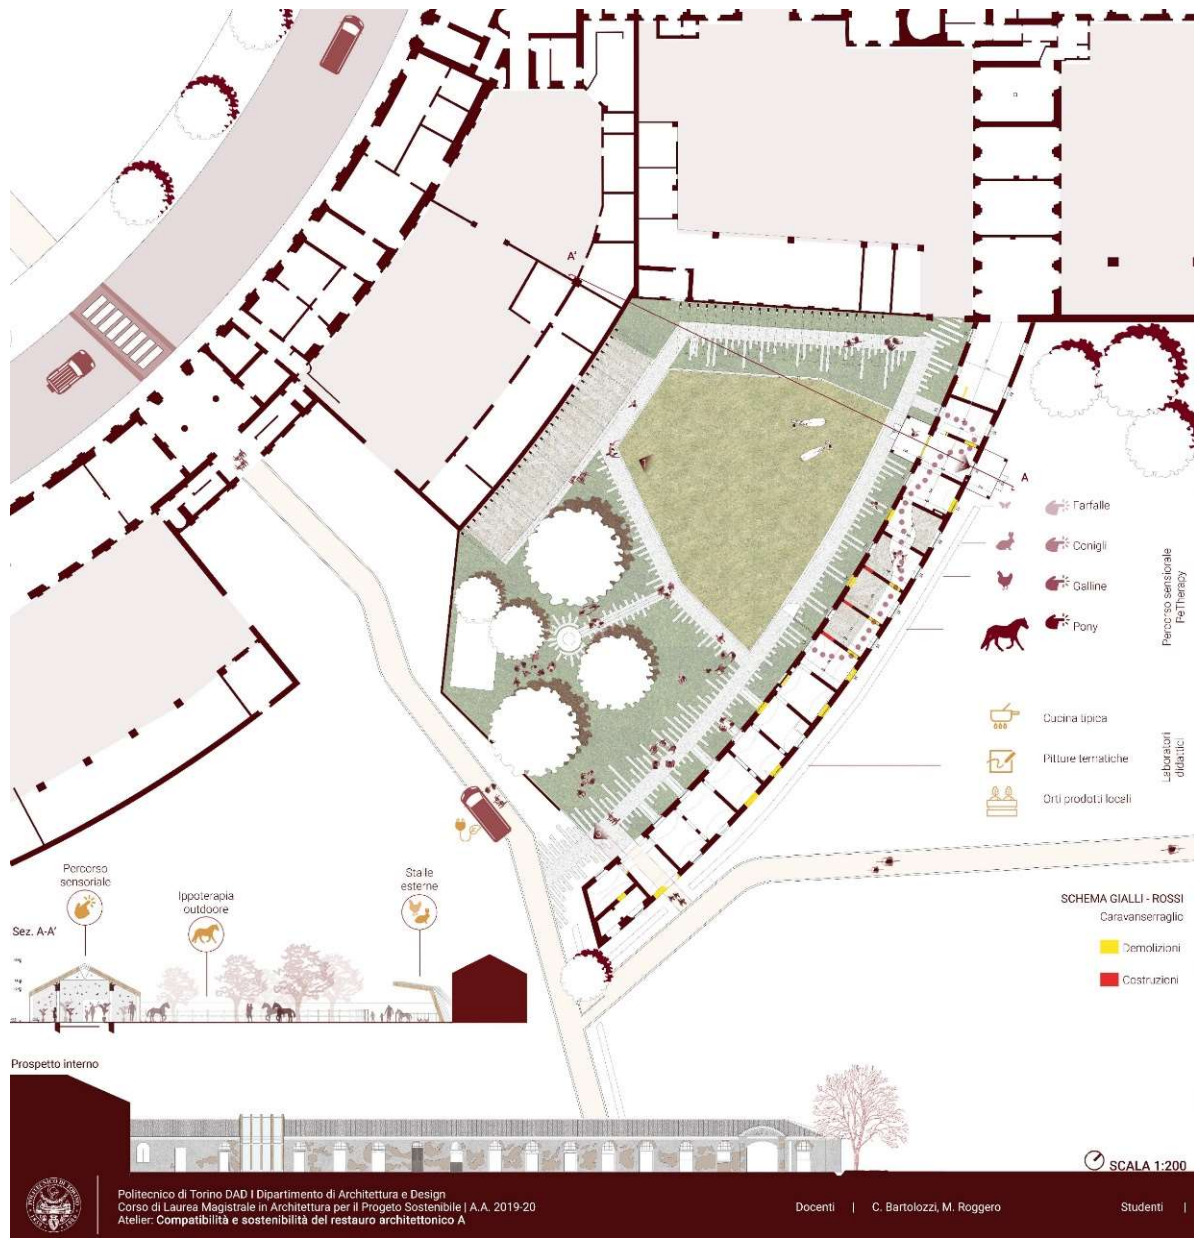 A'
A
Farfalle
Conigli
Galline
Pony
Percorso sensoriale
PeTherapy
Cucina tipica
Pitture tematiche
Orti prodotti locali
Laboratori
didattici
SCHEMA GIALLI - ROSSI
Caravanserraglio
Demolizioni
Costruzioni
Percorso
sensoriale
Ippoterapia
outdoore
Stalle
esterne
Sez. A-A'
Prospetto interno
SCALA 1:200
Politecnico di Torino DAD I Dipartimento di Architettura e Design
Corso di Laurea Magistrale in Architettura per il Progeto Sostenibile | A.A. 2019-20
Atelier: Compatibilità e sostenibilità del restauro architettonico A
Docenti | C. Bartolozzi, M. Roggero
Studenti |